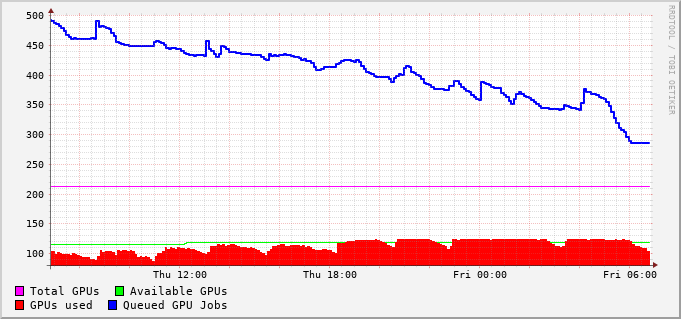 500
450
400
350
300
250
200
150
100
Thu 12:00 Thu 18:00 Fri 00:00 Fri 06:00
Total GPUs Available GPUs
GPUs used Queued GPU Jobs
RRDTOOL / TOBI OETIKER